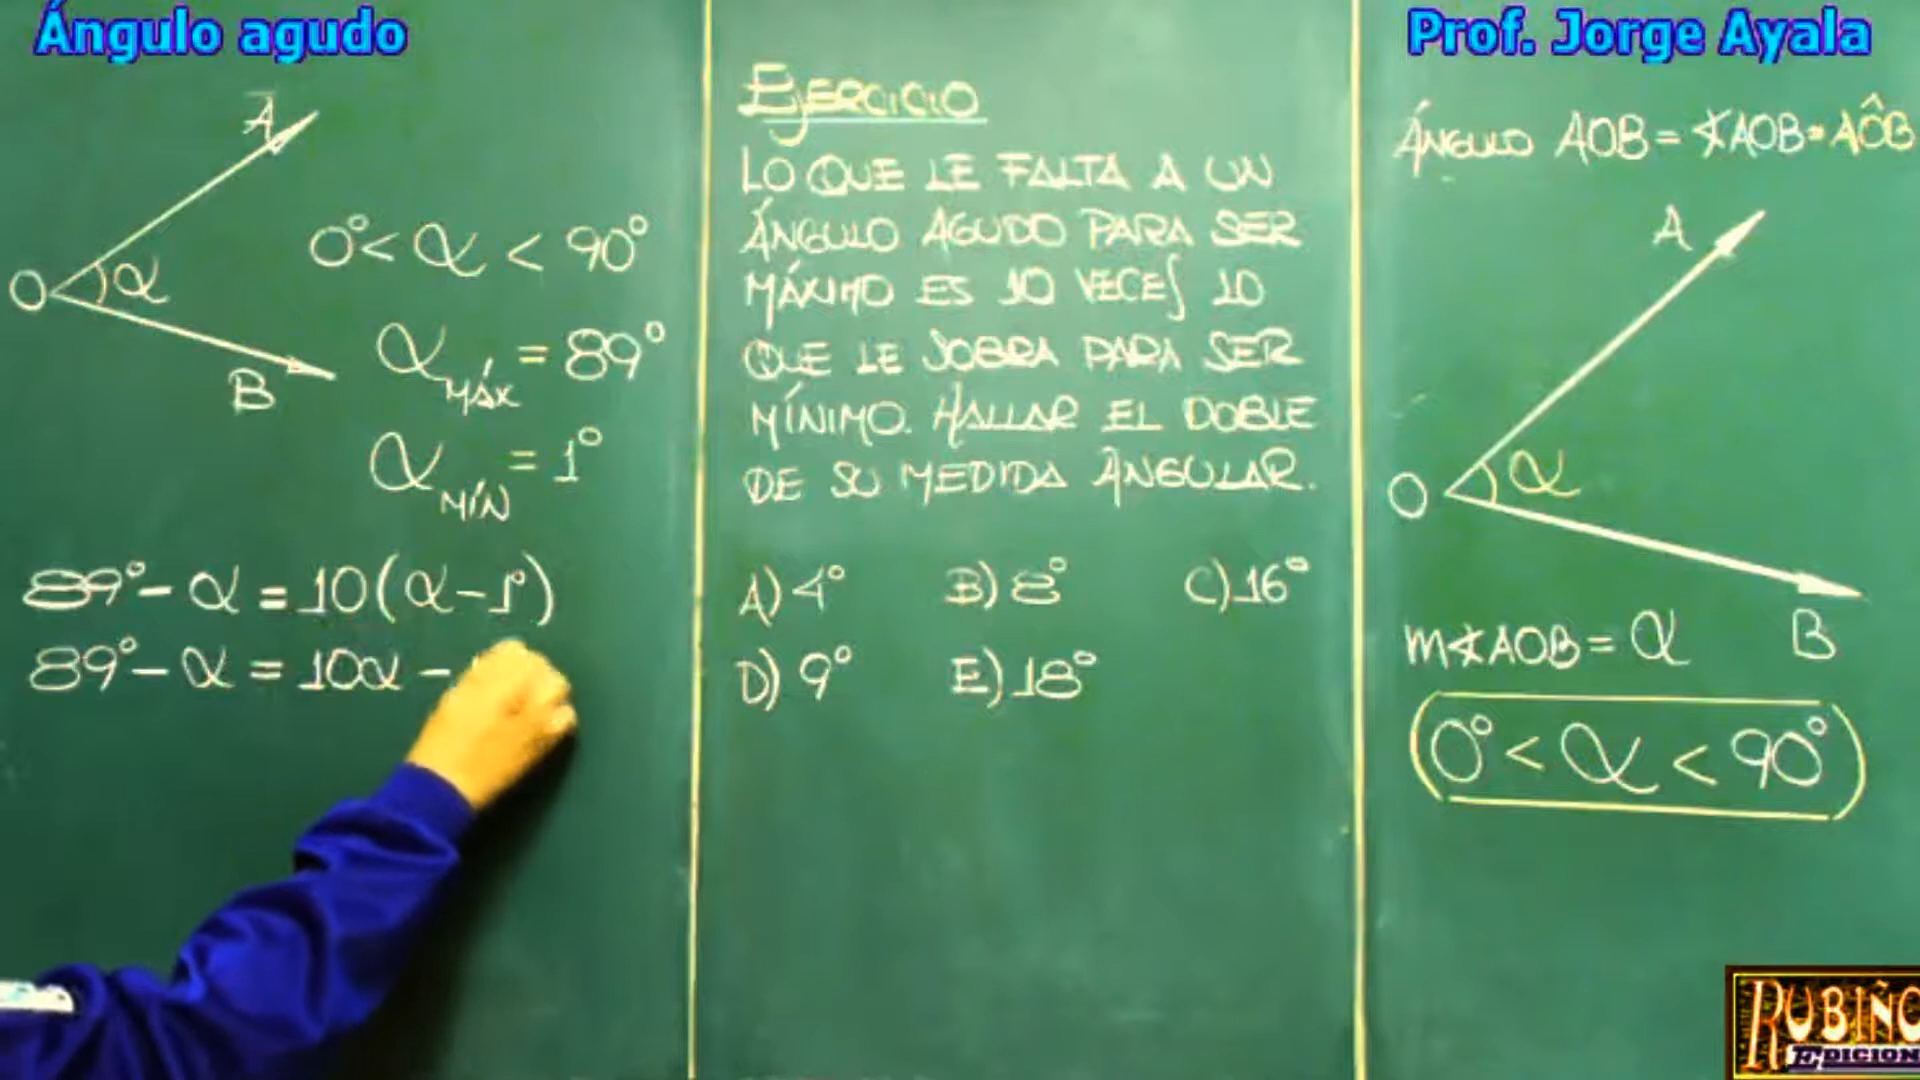 Ángulo agudo
A
O α
B
0° < α < 90°
α MÁX = 89°
α MÍN = 1°
89° - α = 10(α - 1°)
89° - α = 10α -
EJERCICIO
LO QUE LE FALTA A UN
ÁNGULO AGUDO PARA SER
MÁXIMO ES 10 VECES LO
QUE LE SOBRA PARA SER
MÍNIMO. HALLAR EL DOBLE
DE SU MEDIDA ANGULAR.
A) 4° B) 8° C) 16°
D) 9° E) 18°
Prof. Jorge Ayala
ÁNGULO AOB = ∢AOB = AÔB
A
O α
B
m∢AOB = α
0° < α < 90°
RUBIÑO
EDICION